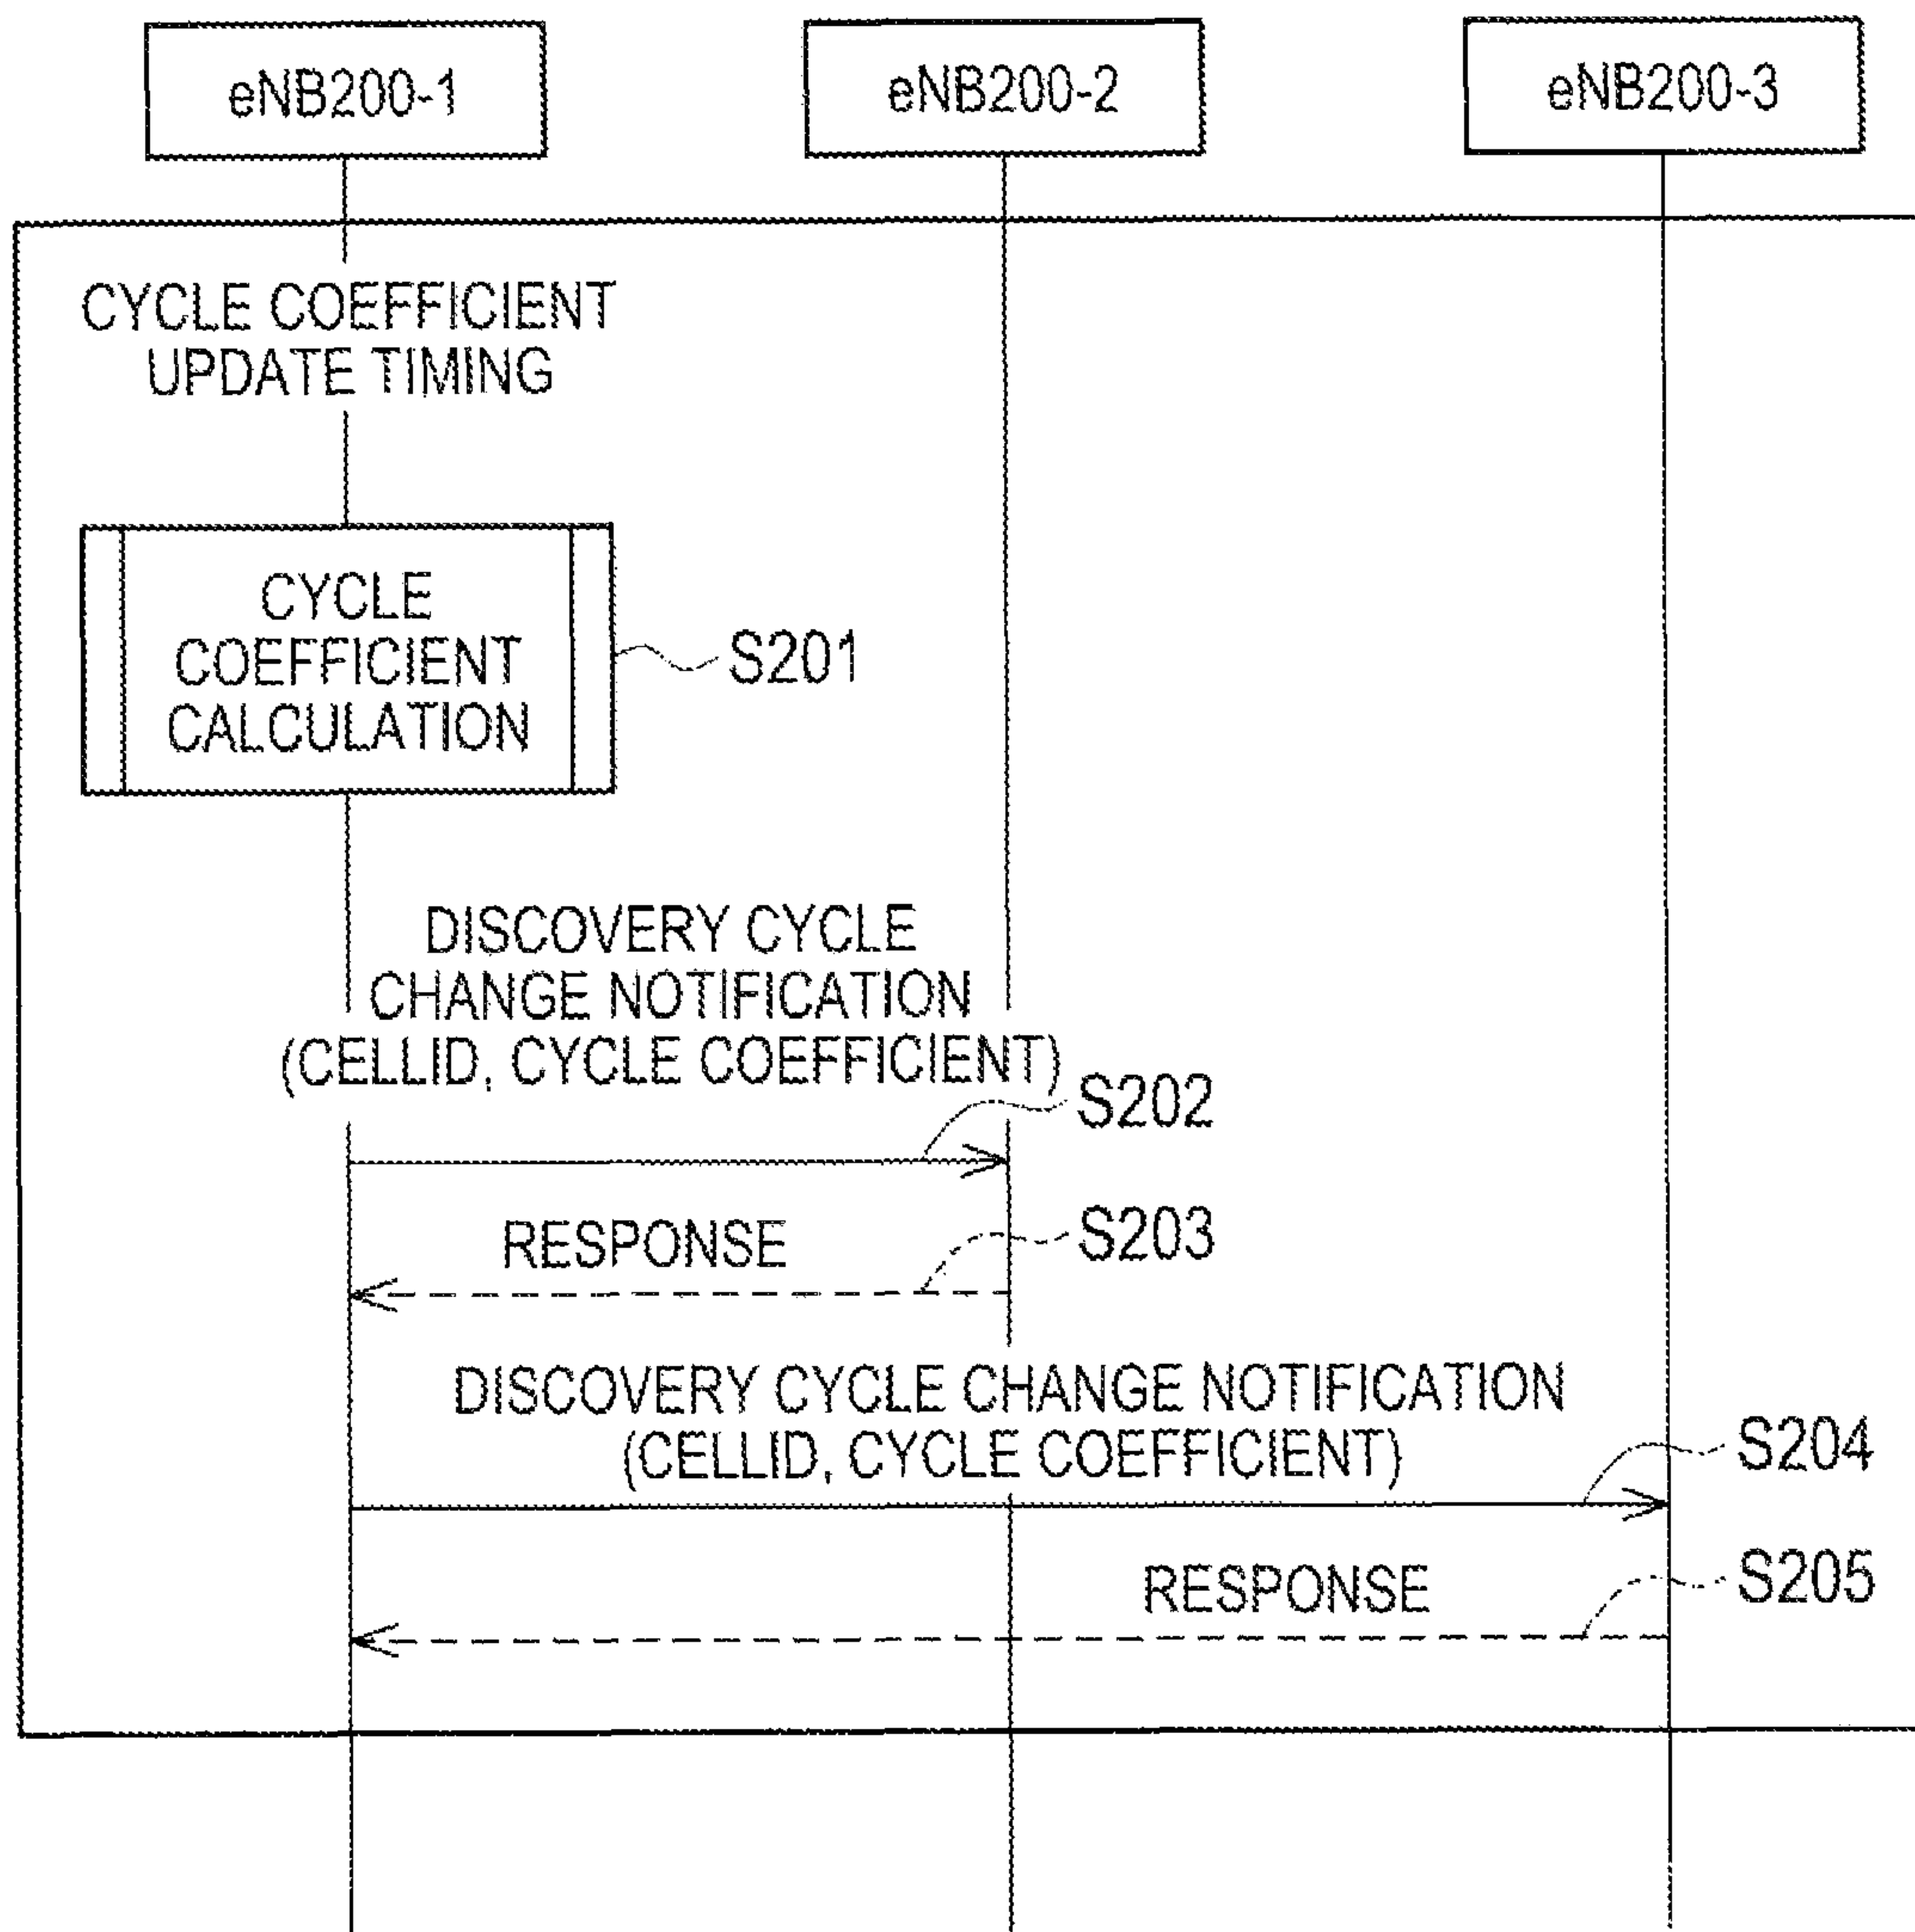 eNB200-1
eNB200-2
eNB200-3
CYCLE COEFFICIENT
UPDATE TIMING
CYCLE
COEFFICIENT
CALCULATION
S201
DISCOVERY CYCLE
CHANGE NOTIFICATION
(CELLID, CYCLE COEFFICIENT)
S202
RESPONSE
S203
DISCOVERY CYCLE CHANGE NOTIFICATION
(CELLID, CYCLE COEFFICIENT)
S204
RESPONSE
S205